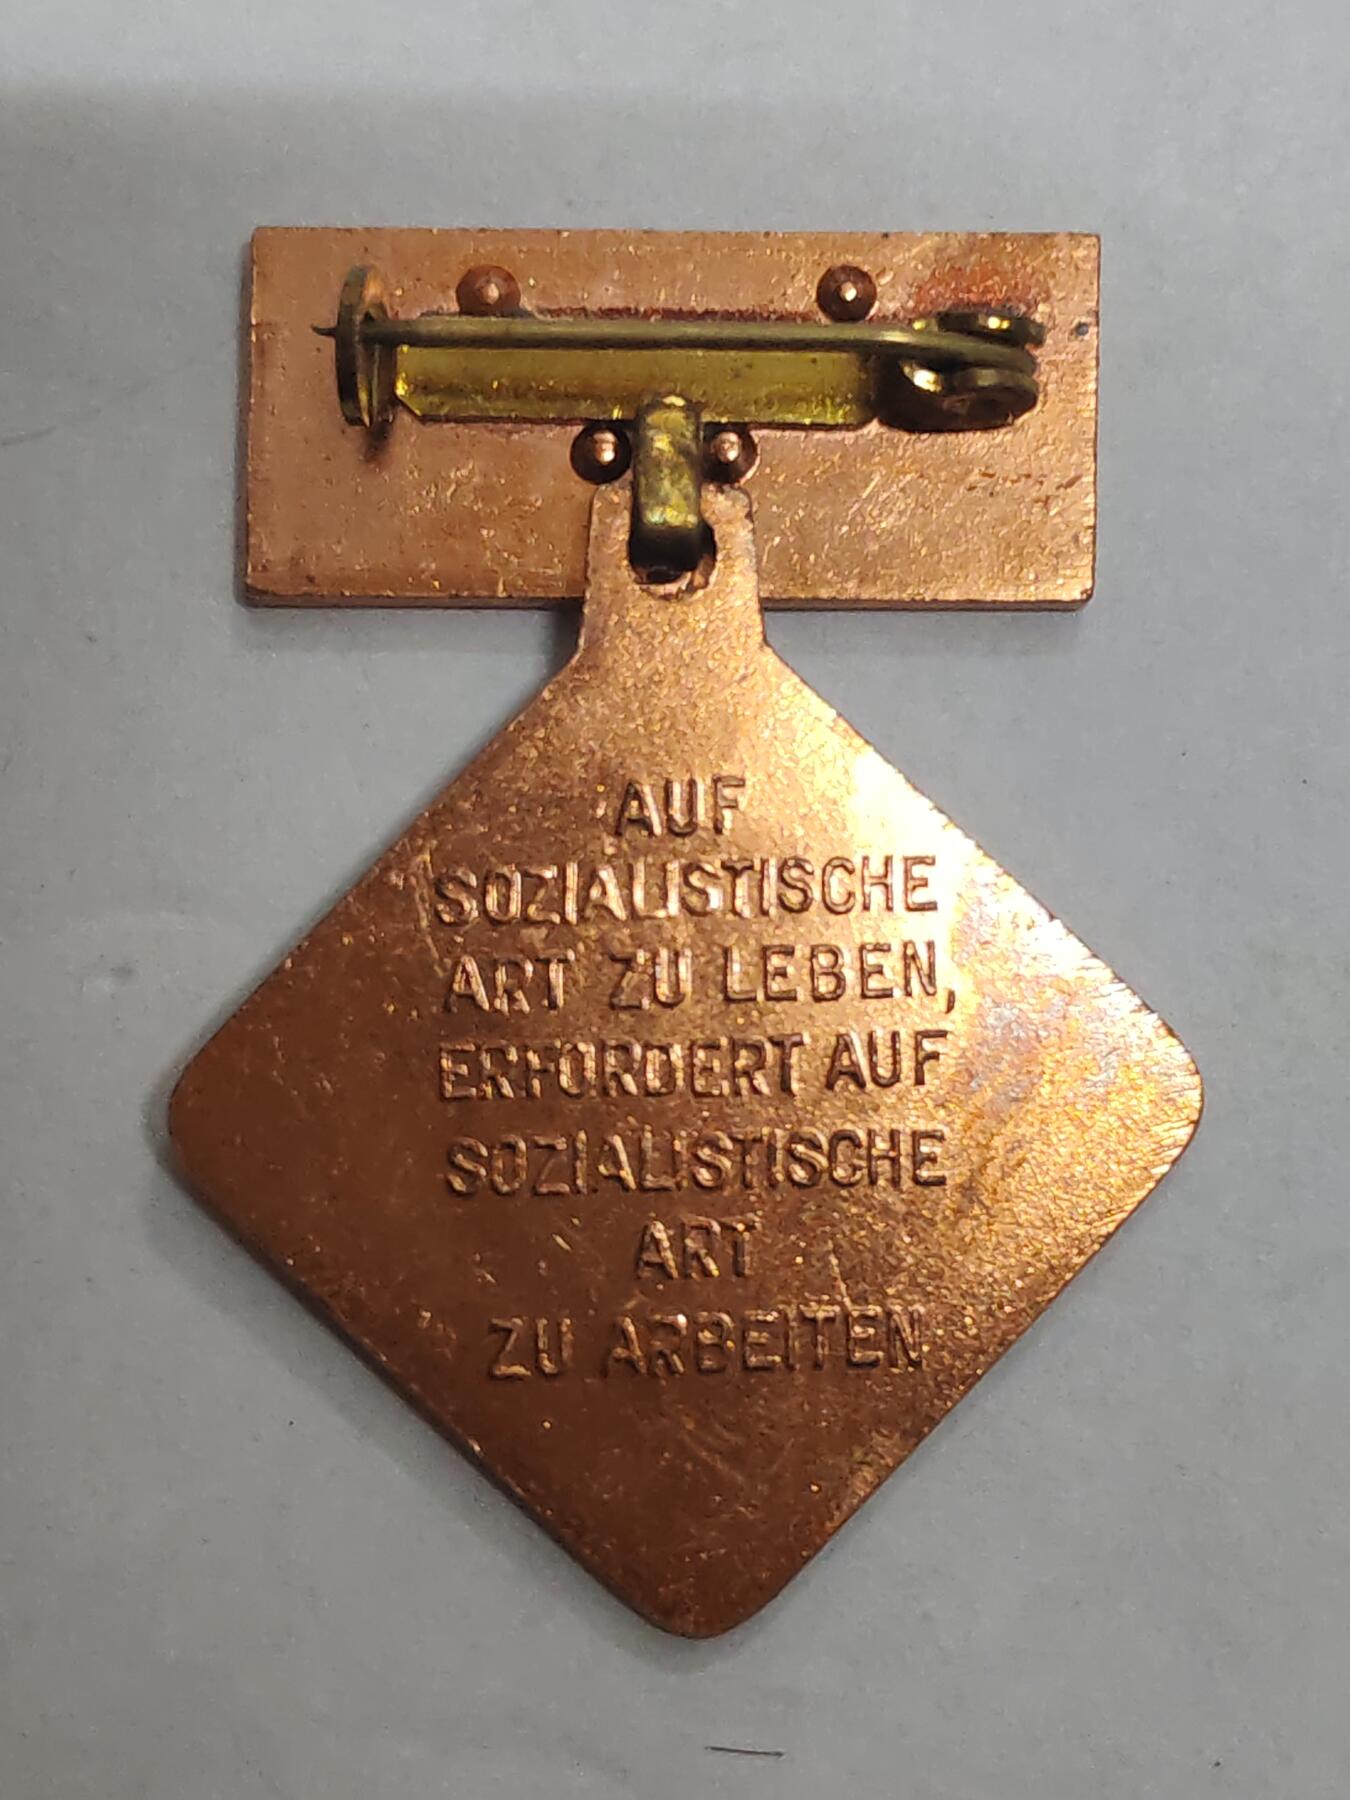 AUF
SOZIALISTISCHE
ART ZU LEBEN,
ERFORDERT AUF
SOZIALISTISCHE
ART
ZU ARBEITEN